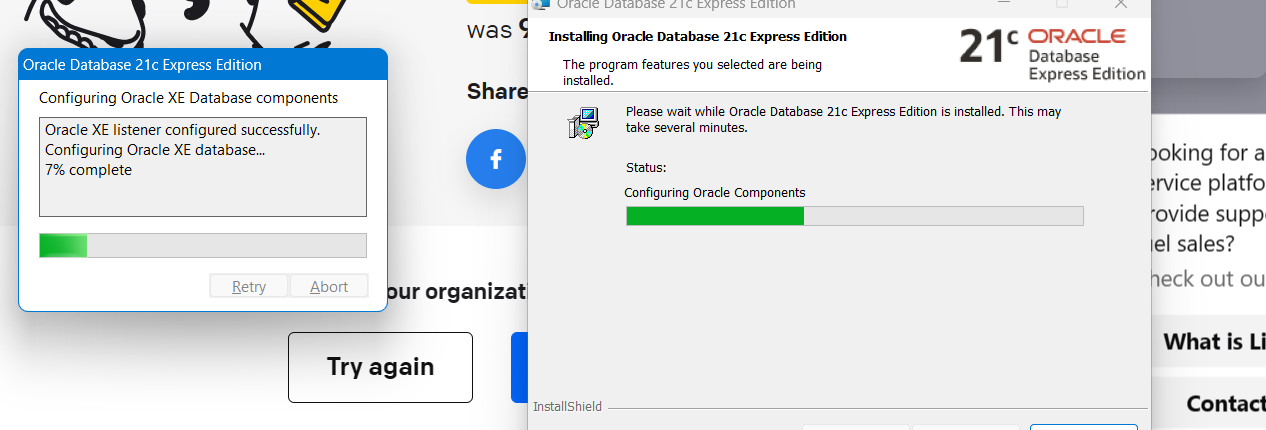 Oracle Database 21c Express Edition
Configuring Oracle XE Database components
Oracle XE listener configured successfully.
Configuring Oracle XE database...
7% complete
Retry
Abort
was 9
Share
our organizati
Try again
Oracle Database 21c Express Edition
Installing Oracle Database 21c Express Edition
The program features you selected are being
installed.
21c ORACLE
Database
Express Edition
Please wait while Oracle Database 21c Express Edition is installed. This may
take several minutes.
Status:
Configuring Oracle Components
InstallShield
ooking for a
ervice platfo
rovide suppo
el sales?
heck out ou
What is Li
Contact